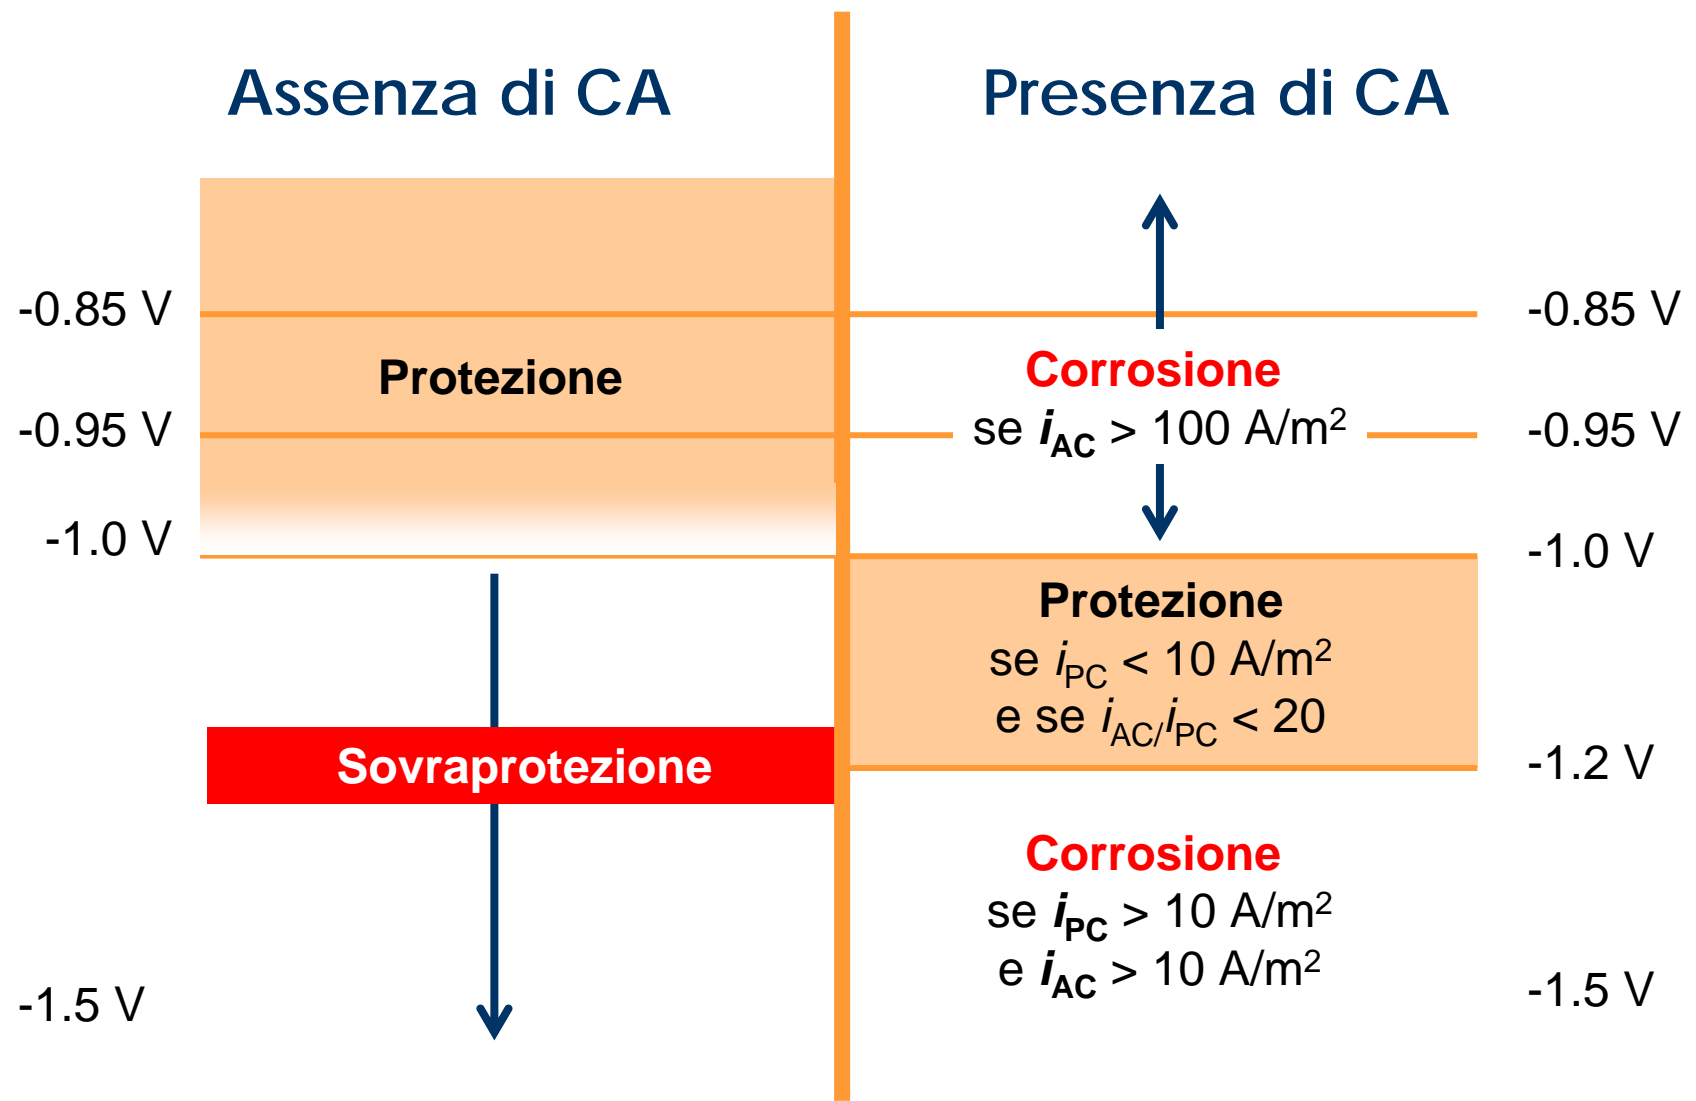 Assenza di CA
Presenza di CA
-0.85 V
-0.85 V
Protezione
Corrosione
-0.95 V
se iAC > 100 A/m²
-0.95 V
-1.0 V
-1.0 V
Protezione
se iPC < 10 A/m²
e se iAC/iPC < 20
Sovraprotezione
-1.2 V
Corrosione
se iPC > 10 A/m²
e iAC > 10 A/m²
-1.5 V
-1.5 V